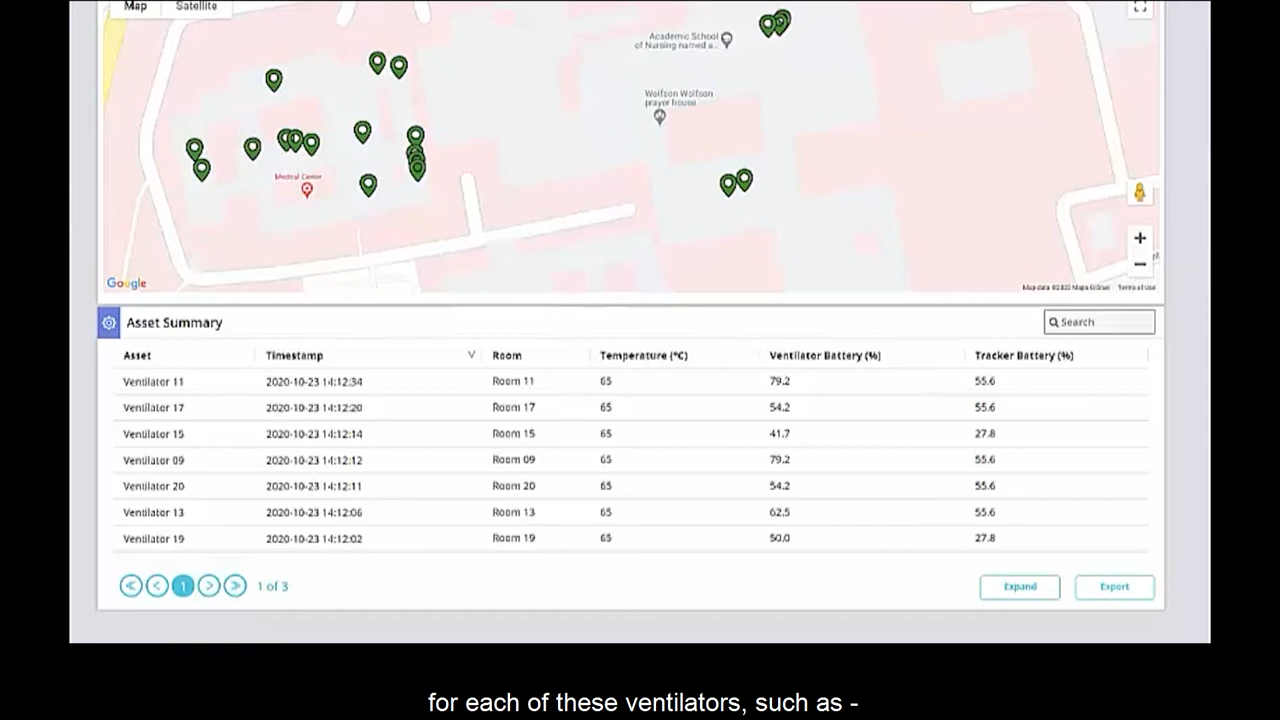 Map Satellite
Academic School
of Nursing named a...
Wolfson Wolfson
prayer house
Medical Center
Google
Terms of Use
Asset Summary
Search
Asset Timestamp Room Temperature (°C) Ventilator Battery (%) Tracker Battery (%)
Ventilator 11 2020-10-23 14:12:34 Room 11 65 79.2 55.6
Ventilator 17 2020-10-23 14:12:20 Room 17 65 54.2 55.6
Ventilator 15 2020-10-23 14:12:14 Room 15 65 41.7 27.8
Ventilator 09 2020-10-23 14:12:12 Room 09 65 79.2 55.6
Ventilator 20 2020-10-23 14:12:11 Room 20 65 54.2 55.6
Ventilator 13 2020-10-23 14:12:06 Room 13 65 62.5 55.6
Ventilator 19 2020-10-23 14:12:02 Room 19 65 50.0 27.8
1 1 of 3 Expand Export
for each of these ventilators, such as -